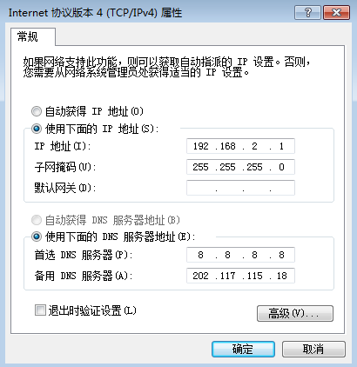 Internet 协议版本 4 (TCP/IPv4) 属性
常规
如果网络支持此功能，则可以获取自动指派的 IP 设置。否则，
您需要从网络系统管理员处获得适当的 IP 设置。
自动获得 IP 地址(O)
使用下面的 IP 地址(S):
IP 地址(I): 192 .168 . 2 . 1
子网掩码(U): 255 .255 .255 . 0
默认网关(D): . . .
自动获得 DNS 服务器地址(B)
使用下面的 DNS 服务器地址(E):
首选 DNS 服务器(P): 8 . 8 . 8 . 8
备用 DNS 服务器(A): 202 .117 .115 .18
退出时验证设置(L)
高级(V)...
确定 取消